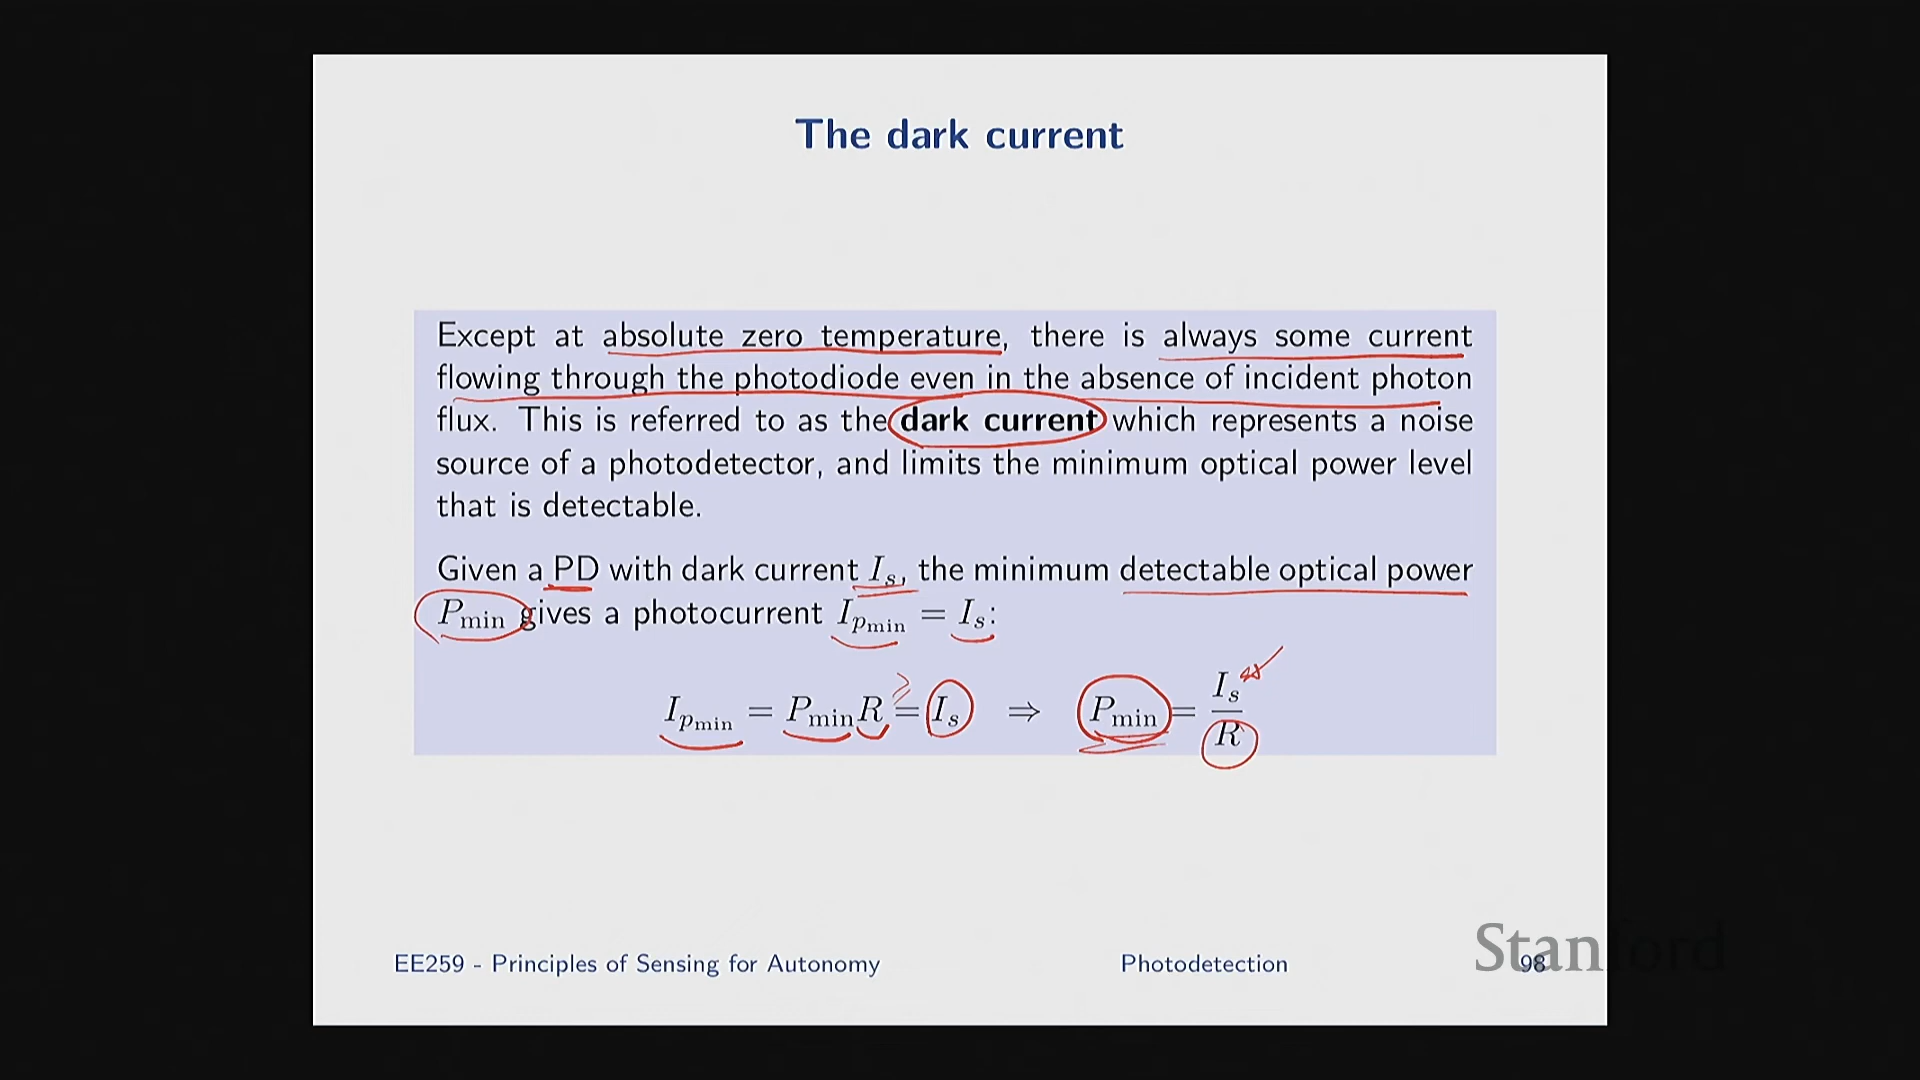 The dark current
Except at absolute zero temperature, there is always some current
flowing through the photodiode even in the absence of incident photon
flux. This is referred to as the dark current which represents a noise
source of a photodetector, and limits the minimum optical power level
that is detectable.
Given a PD with dark current I_s, the minimum detectable optical power
P_min gives a photocurrent I_{p_min} = I_s:
I_{p_min} = P_min R = I_s ⇒ P_min = I_s / R
EE259 - Principles of Sensing for Autonomy Photodetection 98
Stanford